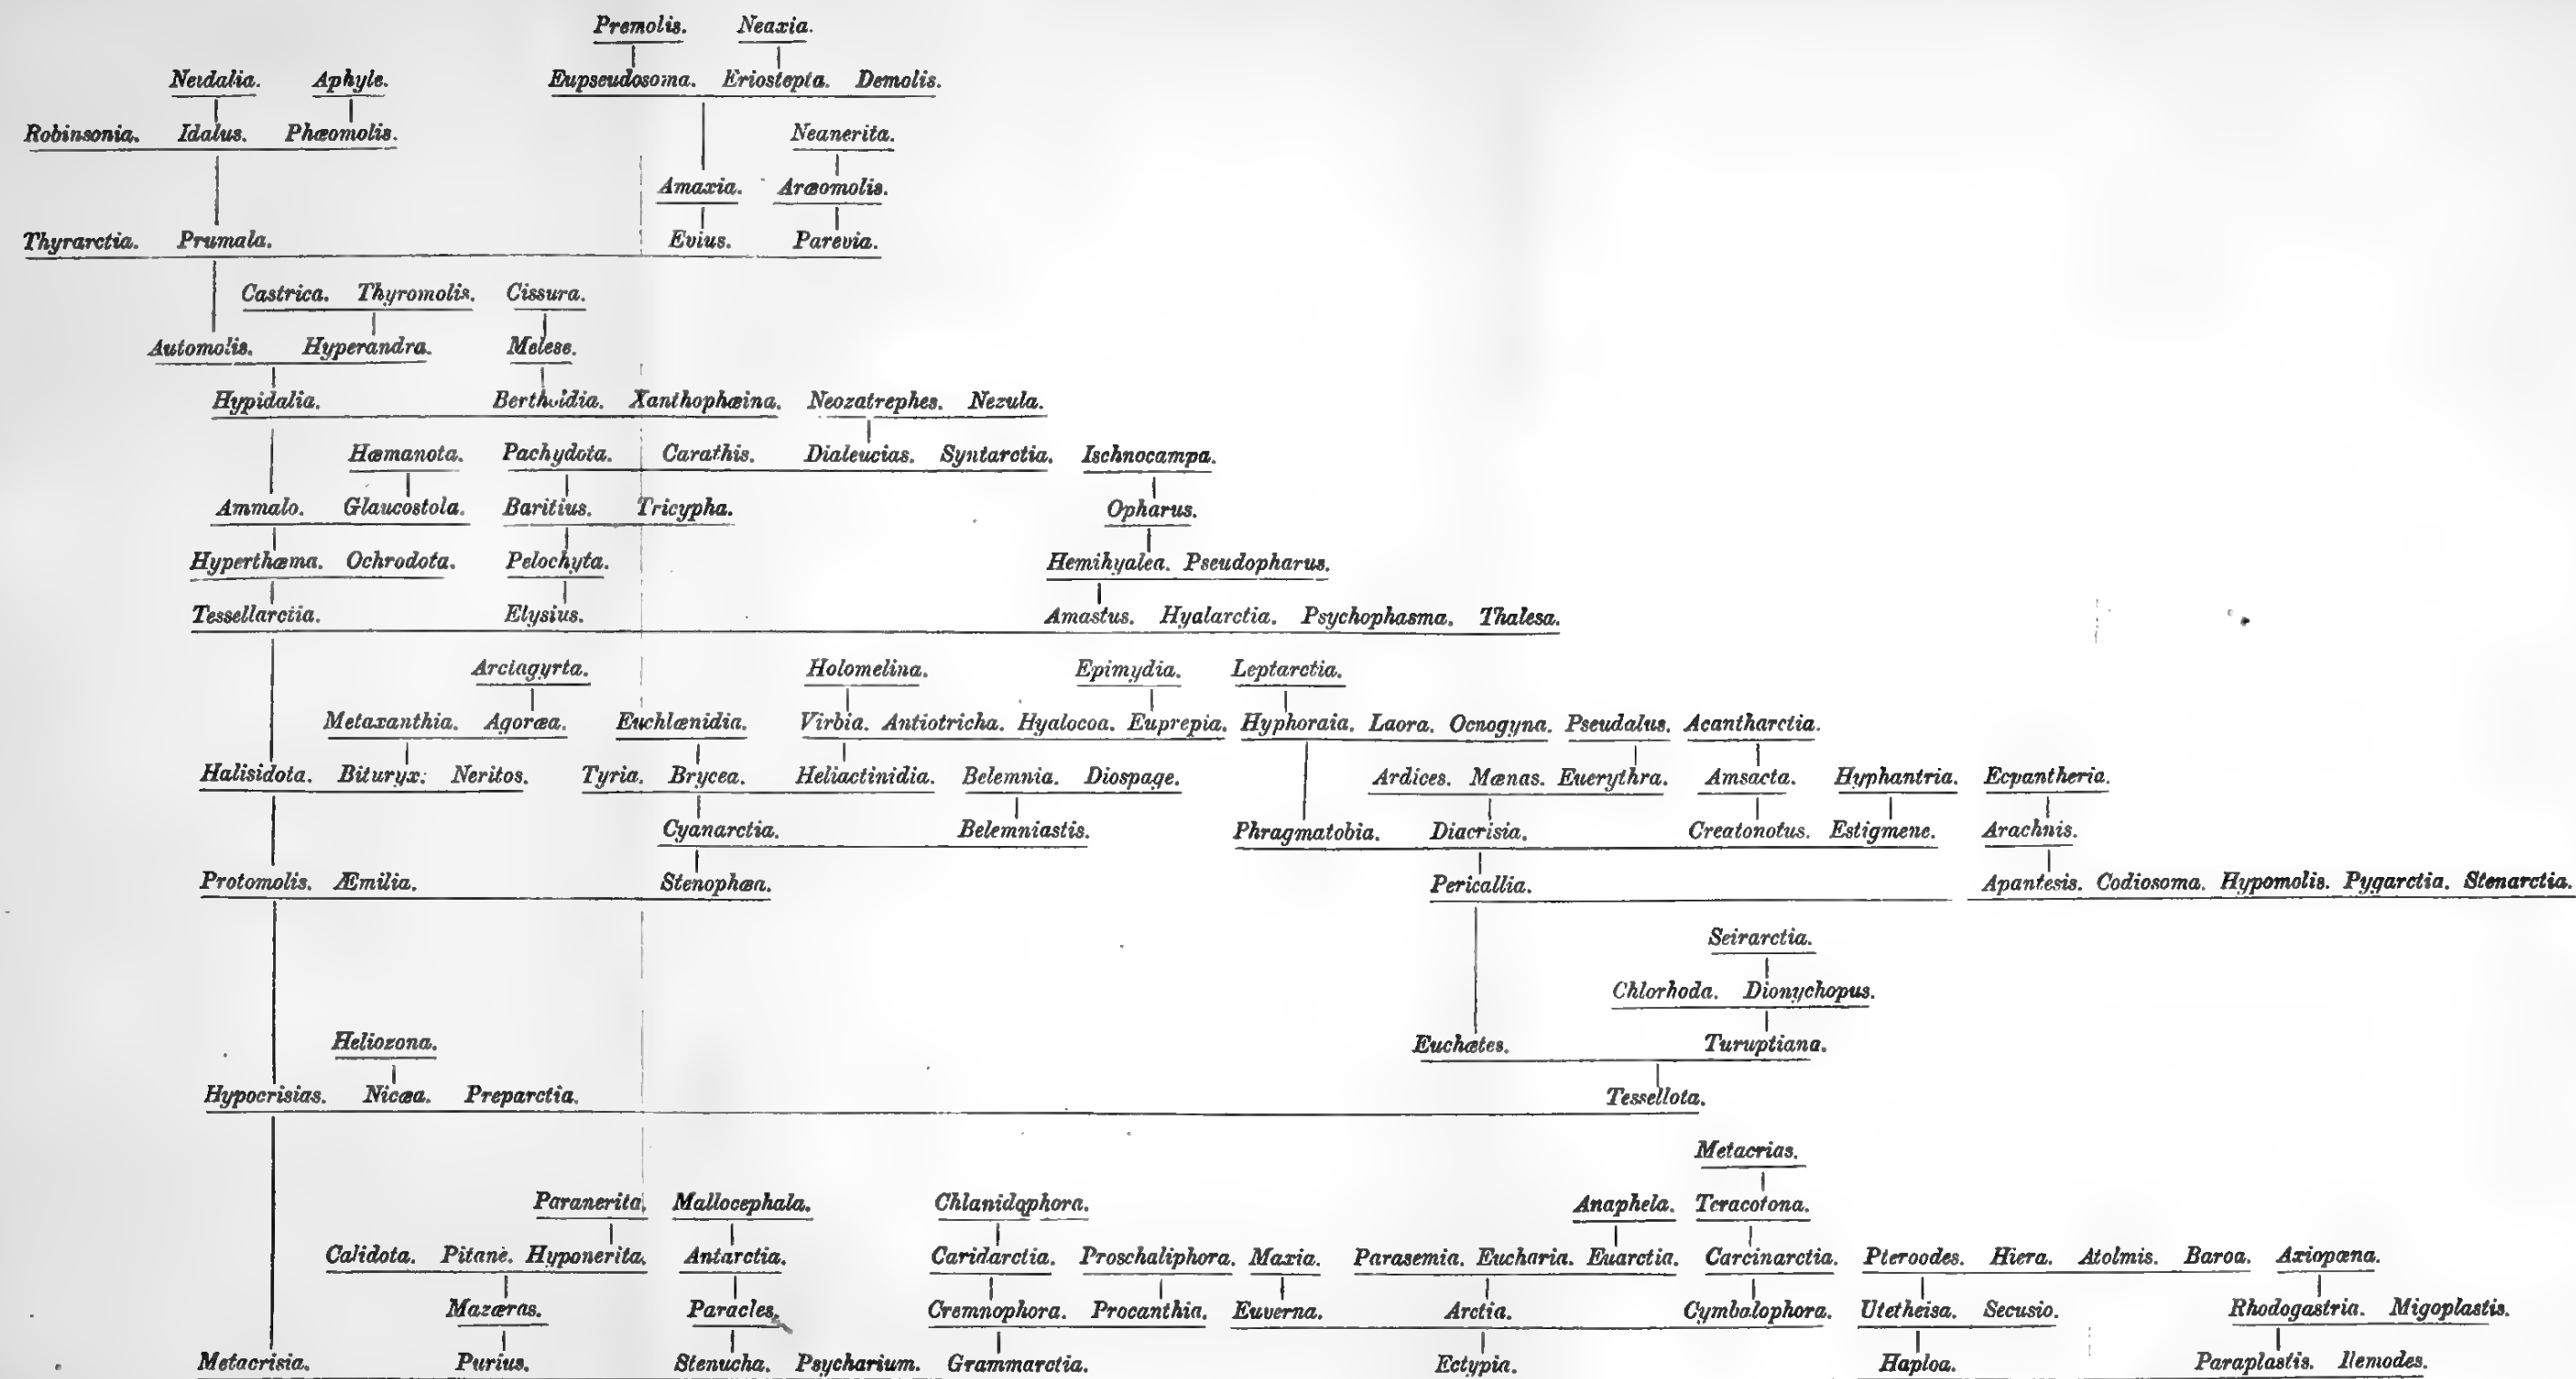 Premolis. Neaxia.
Neidalia. Aphyle. Eupseudosoma. Eriostepta. Demolis.
Robinsonia. Idalus. Phæomolis. Neanerita.
Amaxia. Aræomolis.
Thyrarctia. Prumala. Evius. Parevia.
Castrica. Thyromolis. Cissura.
Automolis. Hyperandra. Melese.
Hypidalia. Bertholdia. Xanthophæina. Neozatrephes. Nezula.
Hæmanota. Pachydota. Carathis. Dialeucias. Syntarctia. Ischnocampa.
Ammalo. Glaucostola. Baritius. Tricypha. Opharus.
Hyperthæma. Ochrodota. Pelochyta. Hemihyalea. Pseudopharus.
Tessellarctia. Elysius. Amastus. Hyalarctia. Psychophasma. Thalesa.
Arctagyrta. Holomelina. Epimydia. Leptarctia.
Metaxanthia. Agoræa. Euchlænidia. Virbia. Antiotricha. Hyalocoa. Euprepia. Hyphoraia. Laora. Ocnogyna. Pseudalus. Acantharctia.
Halisidota. Bituryx. Neritos. Tyria. Brycea. Heliactinidia. Belemnia. Diospage. Ardices. Mænas. Euerythra. Amsacta. Hyphantria. Ecpantheria.
Cyanarctia. Belemniastis. Phragmatobia. Diacrisia. Creatonotus. Estigmene. Arachnis.
Protomolis. Æmilia. Stenophæa. Pericallia. Apantesis. Codiosoma. Hypomolis. Pygarctia. Stenarctia.
Seirarctia.
Chlorhoda. Dionychopus.
Heliozona. Euchætes. Turuptiana.
Hypocrisias. Nicæa. Preparctia. Tessellota.
Metacrias.
Paranerita. Mallocephala. Chlanidophora. Anaphela. Teracotona.
Calidota. Pitane. Hyponerita. Antarctia. Caridarctia. Proschaliphora. Maxia. Parasemia. Eucharia. Euarctia. Carcinarctia. Pteroodes. Hiera. Atolmis. Baroa. Axiopæna.
Mazæras. Paracles. Cremnophora. Procanthia. Euverna. Arctia. Cymbalophora. Utetheisa. Secusio. Rhodogastria. Migoplastis.
Metacrisia. Purius. Stenucha. Psycharium. Grammarctia. Ectypia. Haploa. Paraplastis. Ilemodes.